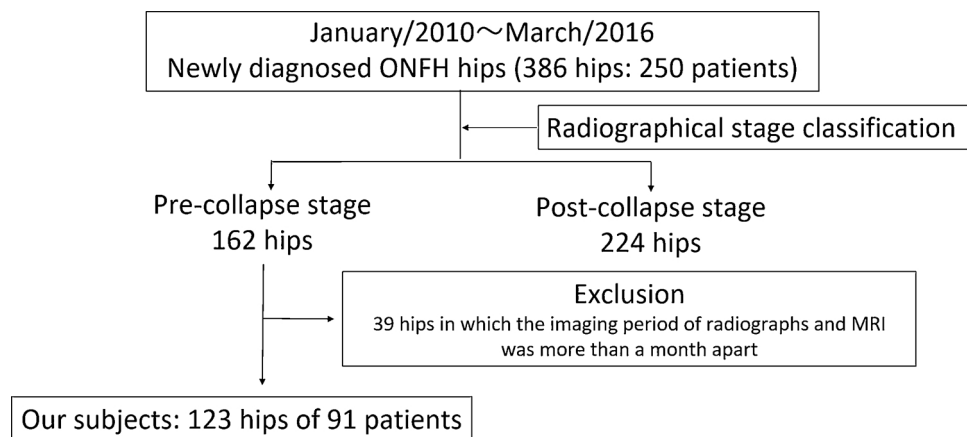 January/2010～March/2016
Newly diagnosed ONFH hips (386 hips: 250 patients)
Radiographical stage classification
Pre-collapse stage
162 hips
Post-collapse stage
224 hips
Exclusion
39 hips in which the imaging period of radiographs and MRI
was more than a month apart
Our subjects: 123 hips of 91 patients